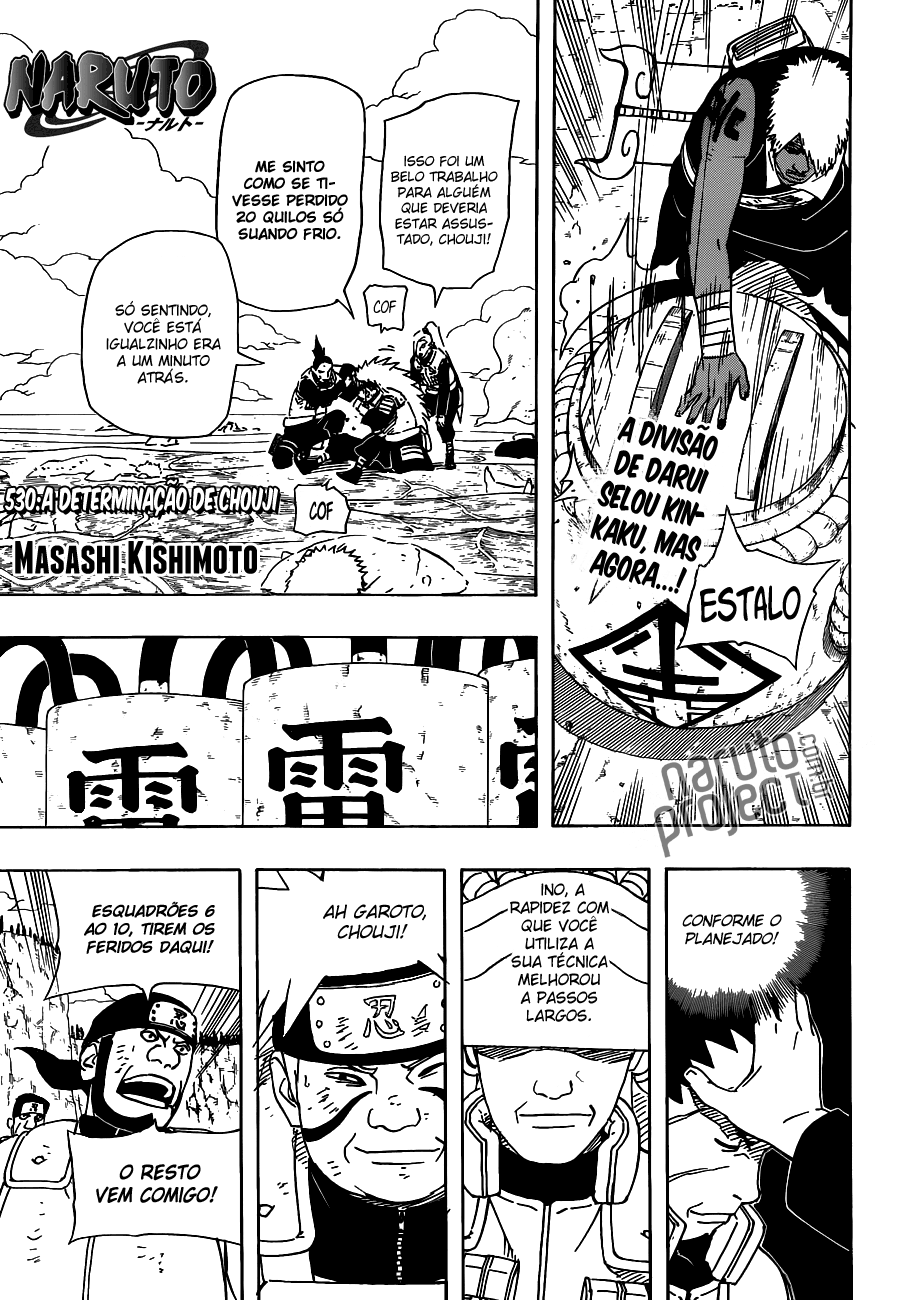 A DIVISÃO
DE DARUI
SELOU KIN-
KAKU, MAS
AGORA...!
ESTALO
NARUTO
-ナルト-
ISSO FOI UM
BELO TRABALHO
PARA ALGUÉM
QUE DEVERIA
ESTAR ASSUS-
TADO, CHOUJI!
ME SINTO
COMO SE TI-
VESSE PERDIDO
20 QUILOS SÓ
SUANDO FRIO.
COF
SÓ SENTINDO,
VOCÊ ESTÁ
IGUALZINHO ERA
A UM MINUTO
ATRÁS.
530:A DETERMINAÇÃO DE CHOUJI
COF
MASASHI KISHIMOTO
雷
雷
naruto
project
.com.br
CONFORME O
PLANEJADO!
INO, A
RAPIDEZ COM
QUE VOCÊ
UTILIZA A
SUA TÉCNICA
MELHOROU
A PASSOS
LARGOS.
AH GAROTO,
CHOUJI!
忍
ESQUADRÕES 6
AO 10, TIREM OS
FERIDOS DAQUI!
忍
O RESTO
VEM COMIGO!